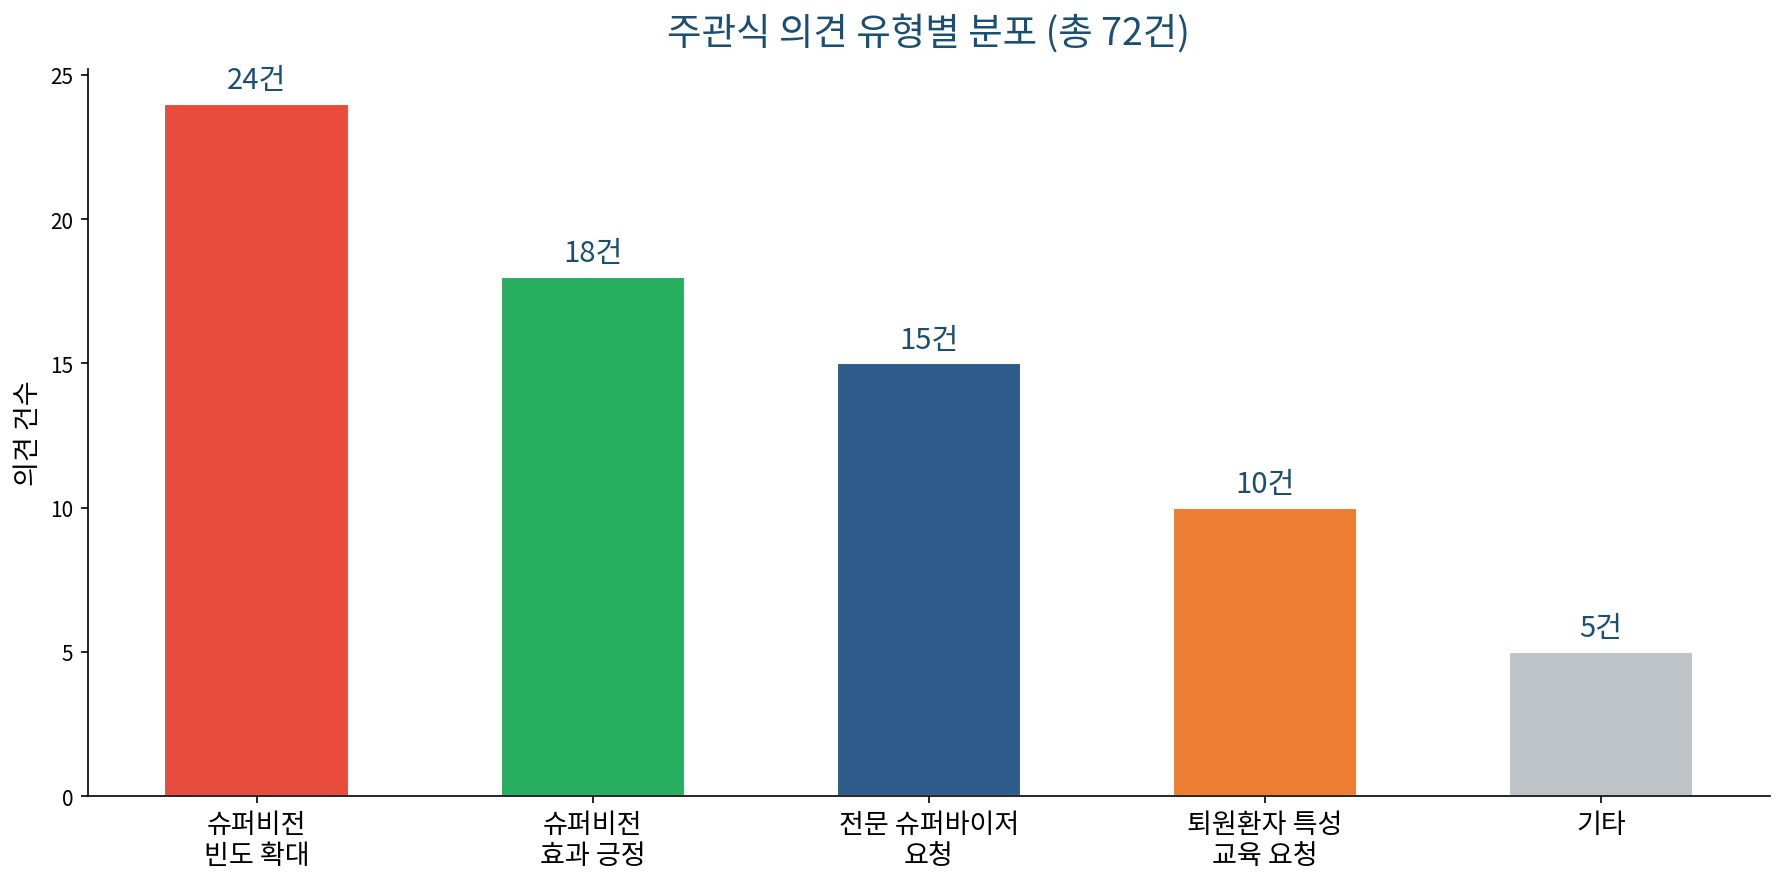 주관식 의견 유형별 분포 (총 72건)
의견 건수
25
20
15
10
5
0
24건
18건
15건
10건
5건
슈퍼비전
빈도 확대
슈퍼비전
효과 긍정
전문 슈퍼바이저
요청
퇴원환자 특성
교육 요청
기타